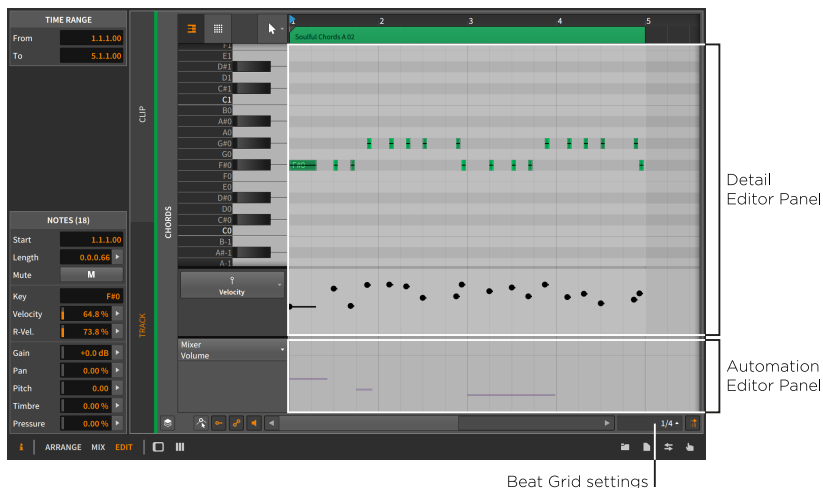 TIME RANGE
From 1.1.1.00
To 5.1.1.00
CLIP
TRACK
CHORDS
NOTES (18)
Start 1.1.1.00
Length 0.0.0.66
Mute M
Key F#0
Velocity 64.8 %
R-Vel. 73.8 %
Gain +0.0 dB
Pan 0.00 %
Pitch 0.00
Timbre 0.00 %
Pressure 0.00 %
1 2 3 4 5
Soulful Chords A 02
F1
E1
D#1
D1
C#1
C1
B0
A#0
A0
G#0
G0
F#0 F#0
F0
E0
D#0
D0
C#0
C0
B-1
A#-1
A-1
Velocity
Mixer
Volume
1/4
i ARRANGE MIX EDIT
Detail
Editor Panel
Automation
Editor Panel
Beat Grid settings